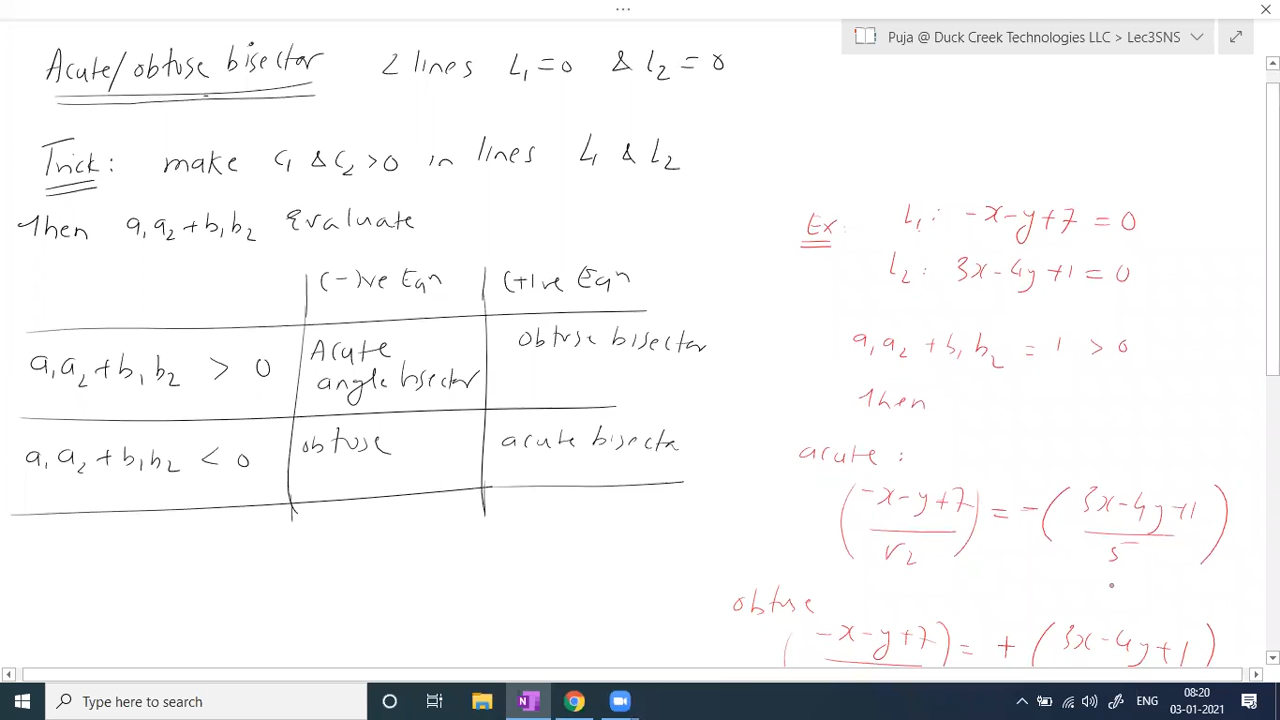 ...
Puja @ Duck Creek Technologies LLC > Lec3SNS
Acute/obtuse bisector 2 lines L₁=0 & L₂=0
Trick: make C₁ & C₂ >0 in lines L₁ & L₂
Then a₁a₂+b₁b₂ Evaluate
(-)ve Eqn (+)ve Eqn
a₁a₂+b₁b₂ > 0 Acute angle bisector obtuse bisector
a₁a₂+b₁b₂ < 0 obtuse acute bisecta
Ex: L₁: -x-y+7 = 0
L₂: 3x-4y+1=0
a₁a₂+b₁b₂ = 1 > 0
Then
acute:
(-x-y+7/√2) = -(3x-4y+1/5)
obtuse
(-x-y+7) = + (3x-4y+1)
Type here to search
ENG
08:20
03-01-2021